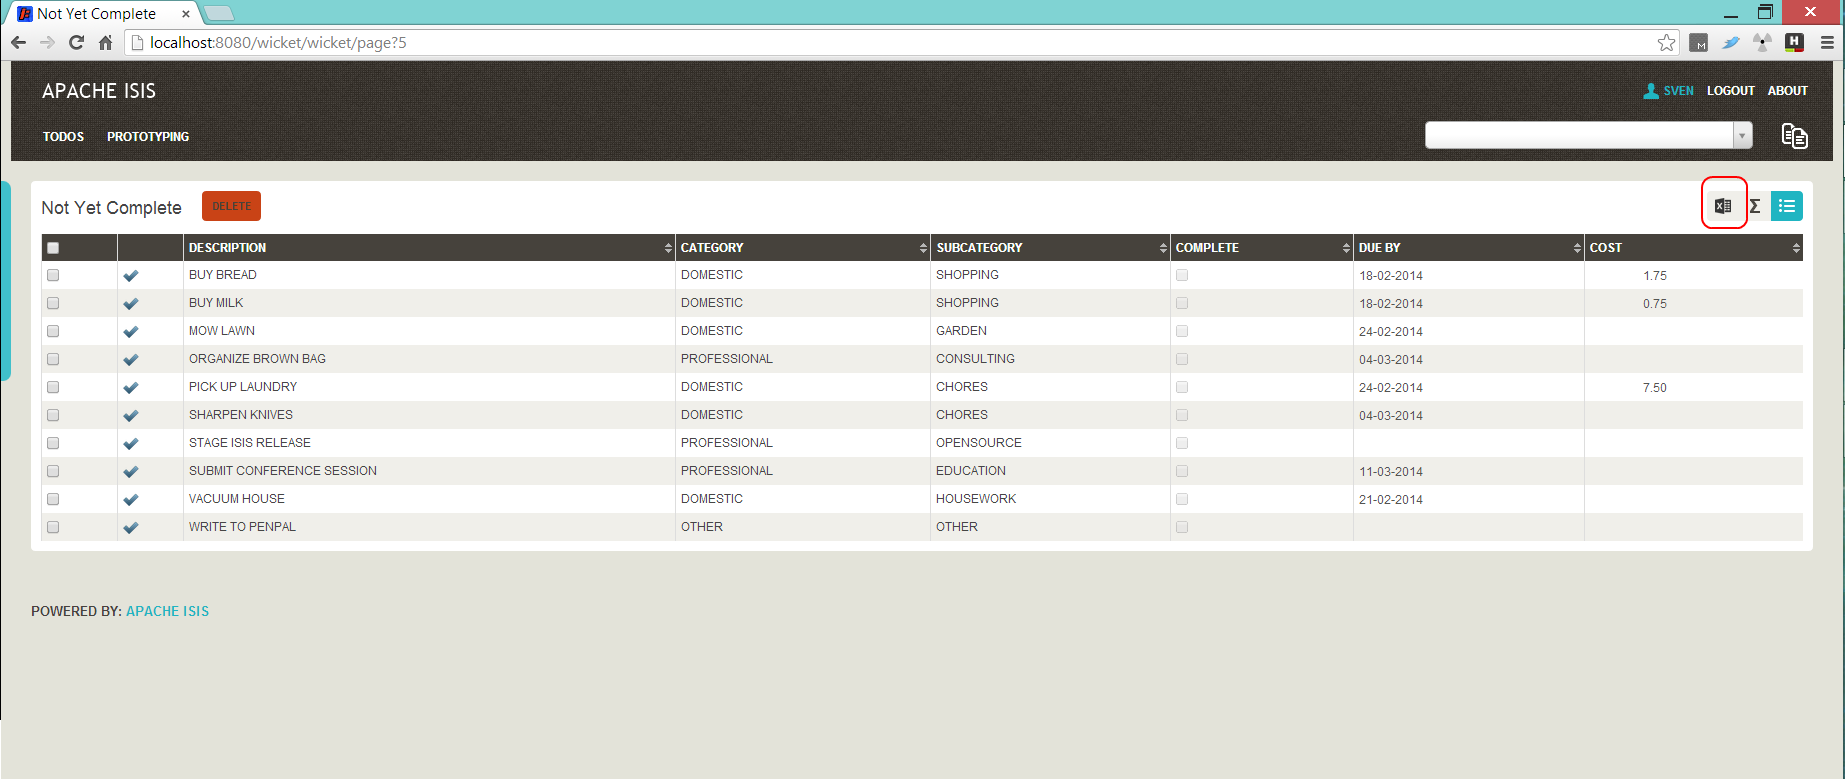 Not Yet Complete
localhost:8080/wicket/wicket/page?5
APACHE ISIS
SVEN LOGOUT ABOUT
TODOS PROTOTYPING
Not Yet Complete DELETE Σ
DESCRIPTION CATEGORY SUBCATEGORY COMPLETE DUE BY COST
BUY BREAD DOMESTIC SHOPPING 18-02-2014 1.75
BUY MILK DOMESTIC SHOPPING 18-02-2014 0.75
MOW LAWN DOMESTIC GARDEN 24-02-2014
ORGANIZE BROWN BAG PROFESSIONAL CONSULTING 04-03-2014
PICK UP LAUNDRY DOMESTIC CHORES 24-02-2014 7.50
SHARPEN KNIVES DOMESTIC CHORES 04-03-2014
STAGE ISIS RELEASE PROFESSIONAL OPENSOURCE
SUBMIT CONFERENCE SESSION PROFESSIONAL EDUCATION 11-03-2014
VACUUM HOUSE DOMESTIC HOUSEWORK 21-02-2014
WRITE TO PENPAL OTHER OTHER
POWERED BY: APACHE ISIS